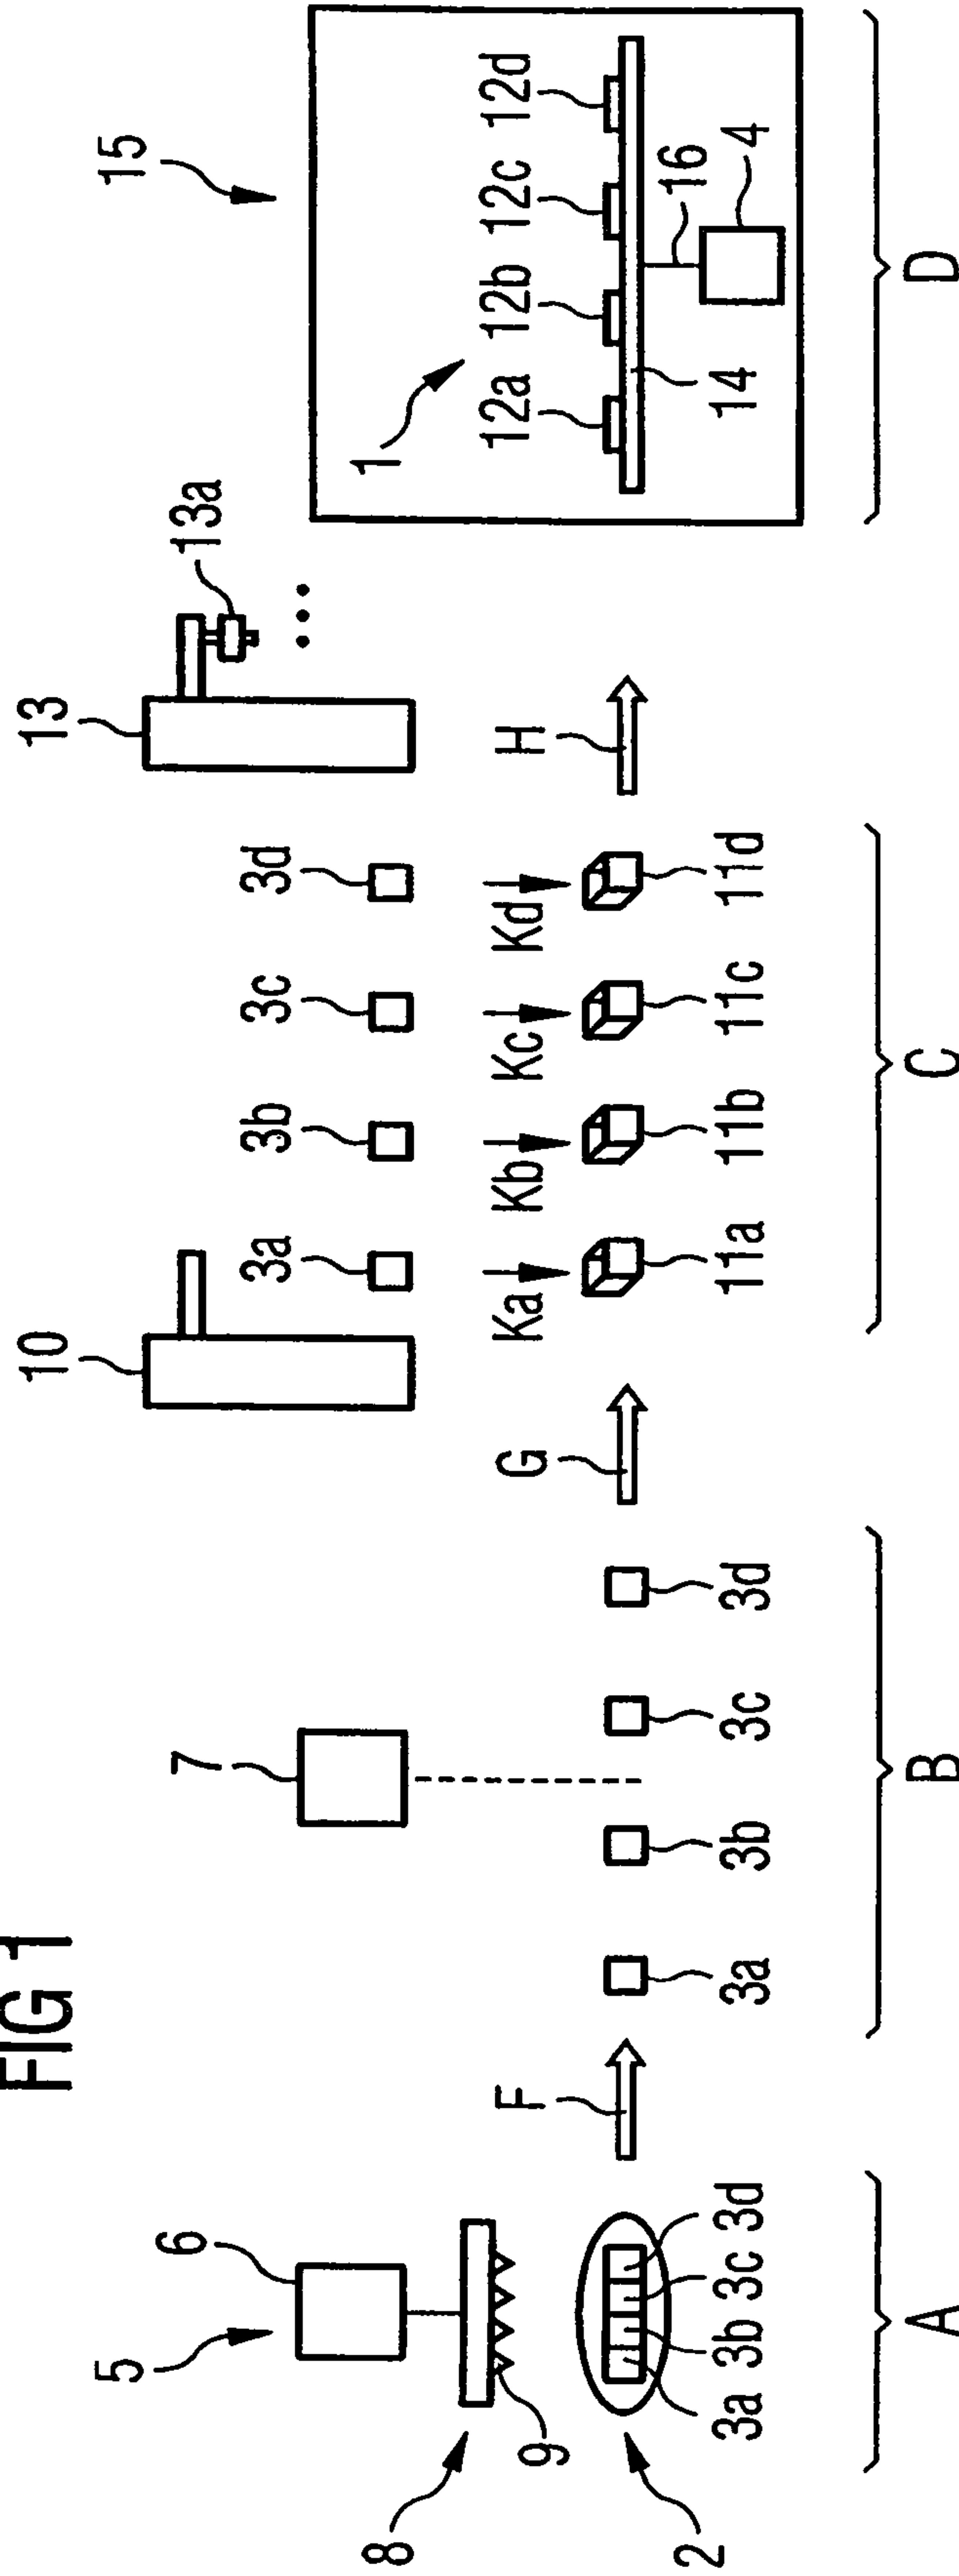 FIG 1
5
6
8
9
2
3a 3b 3c 3d
A
F
7
3a 3b 3c 3d
B
G
10
3a 3b 3c 3d
Ka Kb Kc Kd
11a 11b 11c 11d
C
H
13
13a
15
1
12a 12b 12c 12d
14
16
4
D